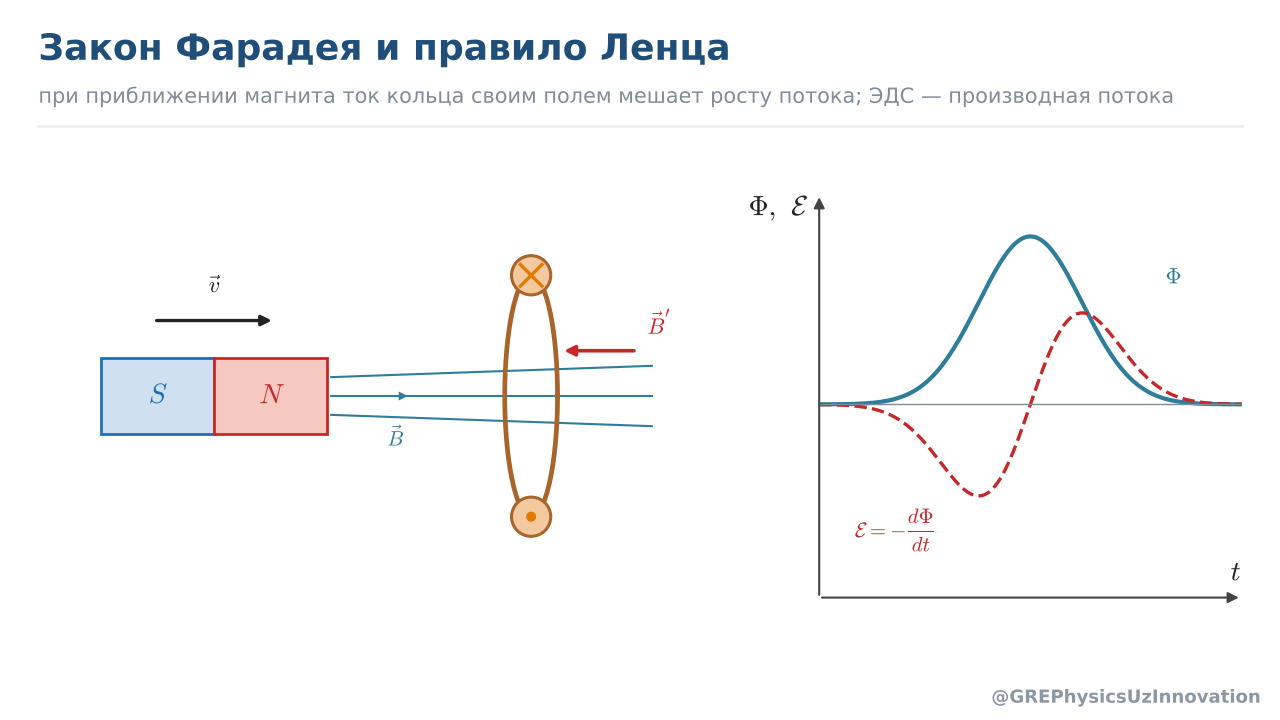 Закон Фарадея и правило Ленца
при приближении магнита ток кольца своим полем мешает росту потока; ЭДС — производная потока
Φ, ℰ
v⃗
Φ
B⃗′
S N
B⃗
ℰ = −dΦ/dt
t
@GREPhysicsUzInnovation